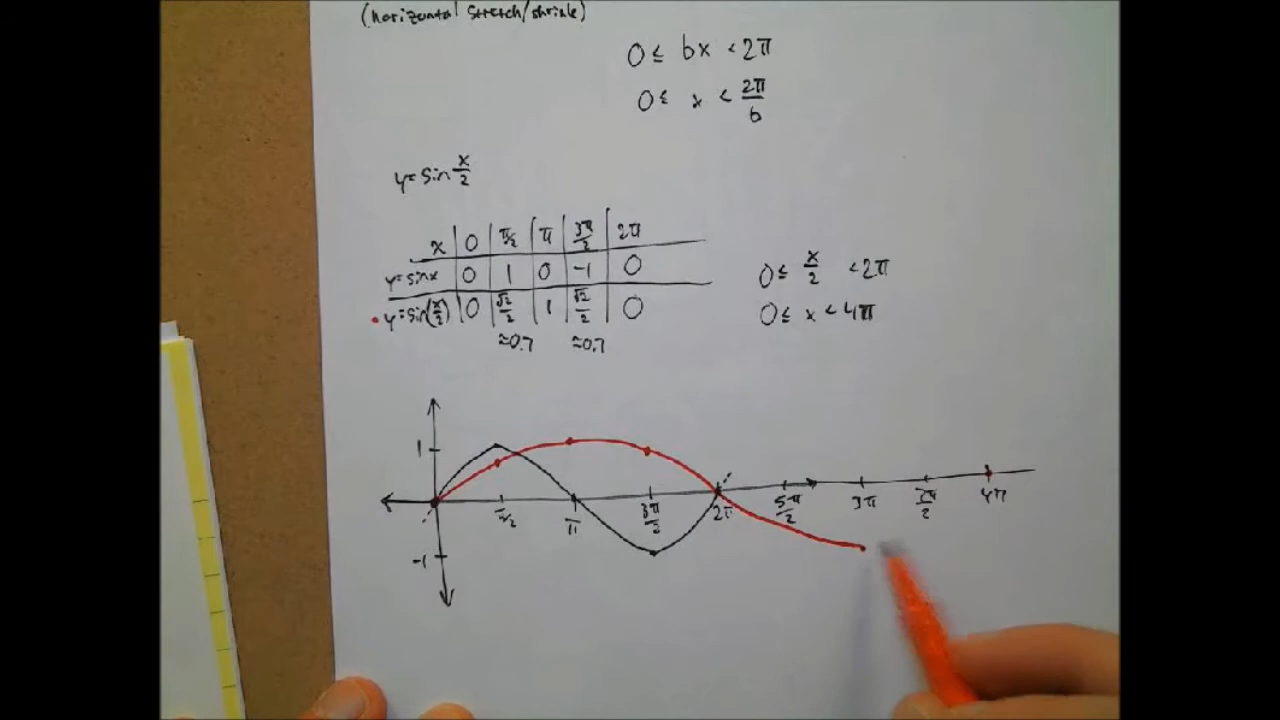 (horizontal stretch/shrink)
0 ≤ bx < 2π
0 ≤ x < 2π/b
y=sin x/2
x 0 π/2 π 3π/2 2π
y=sinx 0 1 0 -1 0
y=sin(x/2) 0 √2/2 1 √2/2 0
≈0.7 ≈0.7
0 ≤ x/2 < 2π
0 ≤ x < 4π
1
π/2 π 3π/2 2π 5π/2 3π 7π/2 4π
-1